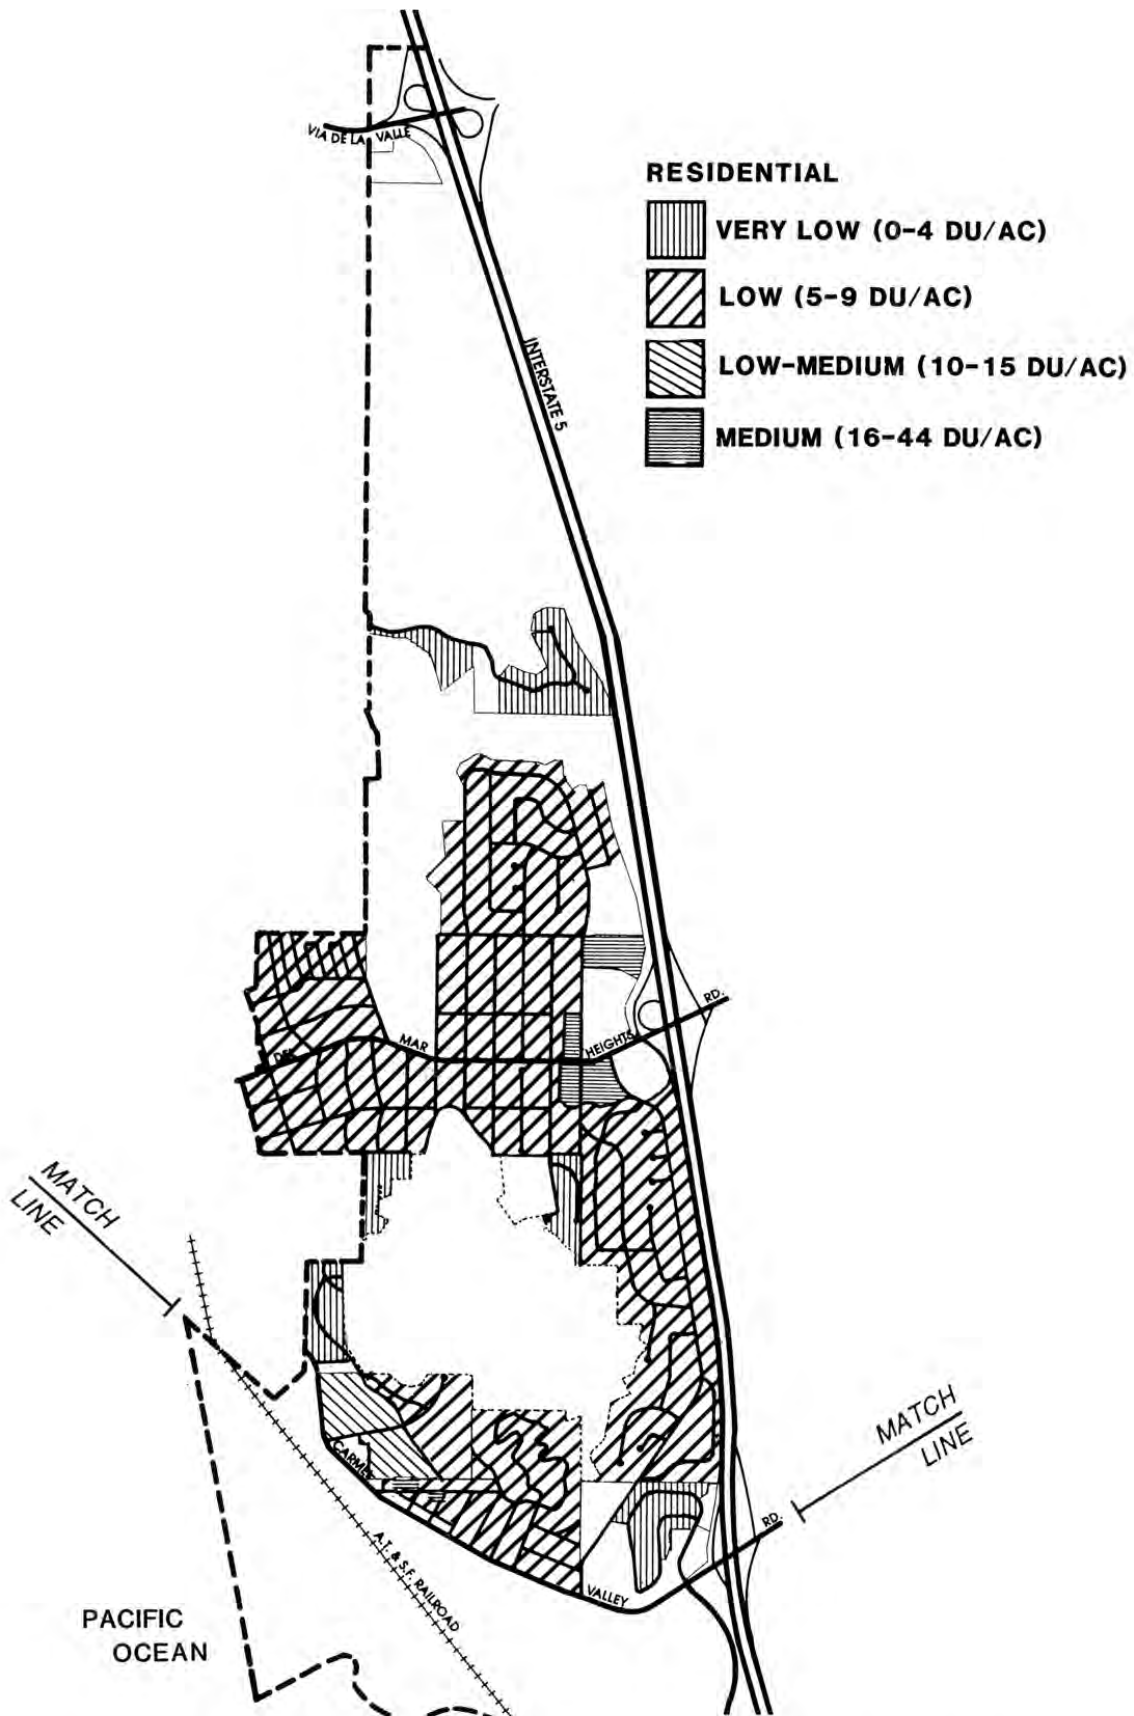 VIA DE LA VALLE
RESIDENTIAL
VERY LOW (0-4 DU/AC)
LOW (5-9 DU/AC)
LOW-MEDIUM (10-15 DU/AC)
MEDIUM (16-44 DU/AC)
INTERSTATE 5
DEL MAR HEIGHTS RD.
MATCH
LINE
MATCH
LINE
CARMEL VALLEY RD.
A.T. & S.F. RAILROAD
PACIFIC
OCEAN